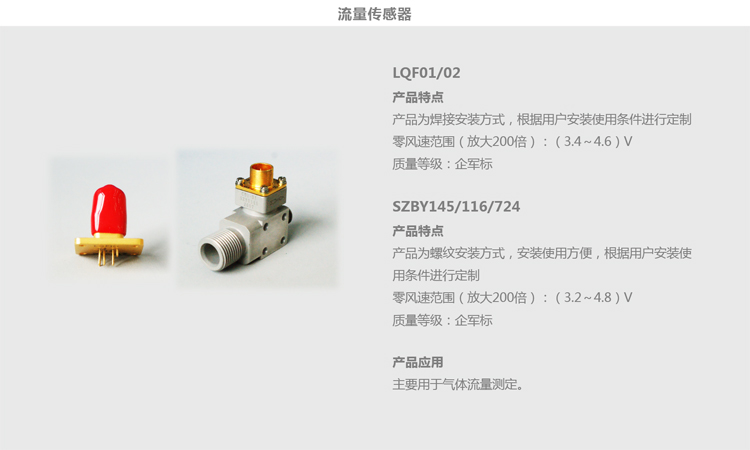 流量传感器
LQF01/02
产品特点
产品为焊接安装方式，根据用户安装使用条件进行定制
零风速范围（放大200倍）：（3.4～4.6）V
质量等级：企军标
SZBY145/116/724
产品特点
产品为螺纹安装方式，安装使用方便，根据用户安装使
用条件进行定制
零风速范围（放大200倍）：（3.2～4.8）V
质量等级：企军标
产品应用
主要用于气体流量测定。